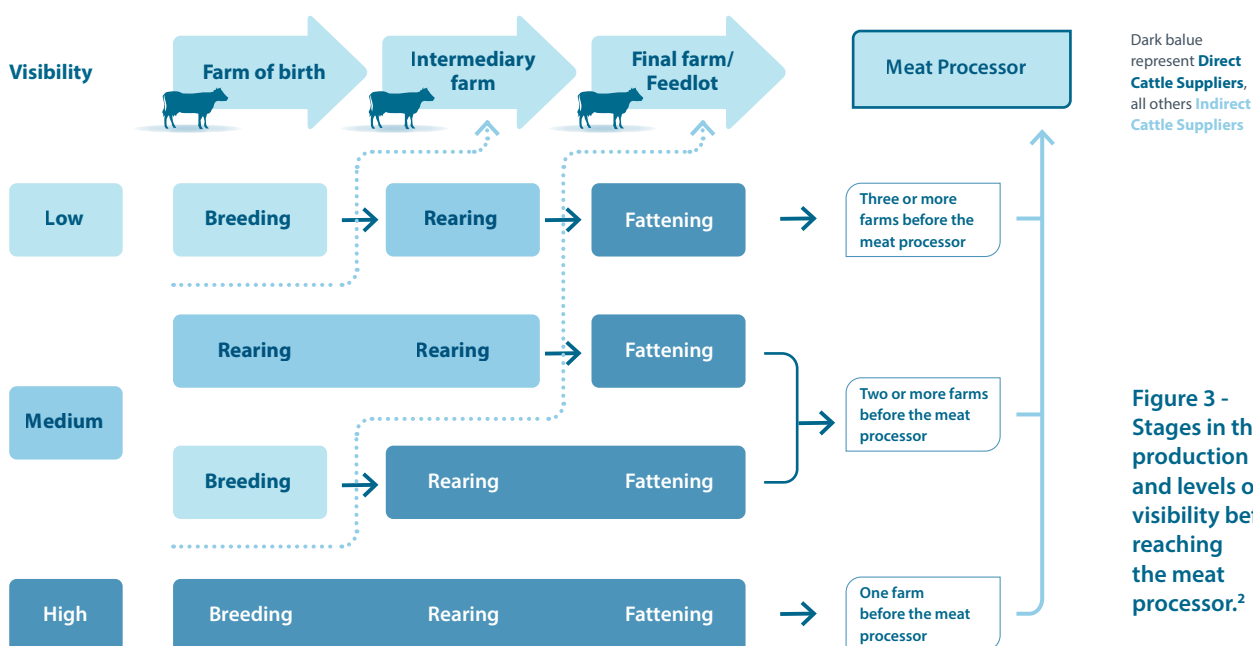 Visibility
Farm of birth
Intermediary
farm
Final farm/
Feedlot
Meat Processor
Dark balue
represent Direct
Cattle Suppliers,
all others Indirect
Cattle Suppliers
Low
Breeding
Rearing
Fattening
Three or more
farms before the
meat processor
Medium
Rearing
Rearing
Fattening
Breeding
Rearing
Fattening
Two or more farms
before the meat
processor
High
Breeding
Rearing
Fattening
One farm
before the meat
processor
Figure 3 -
Stages in th
production
and levels o
visibility bef
reaching
the meat
processor.²